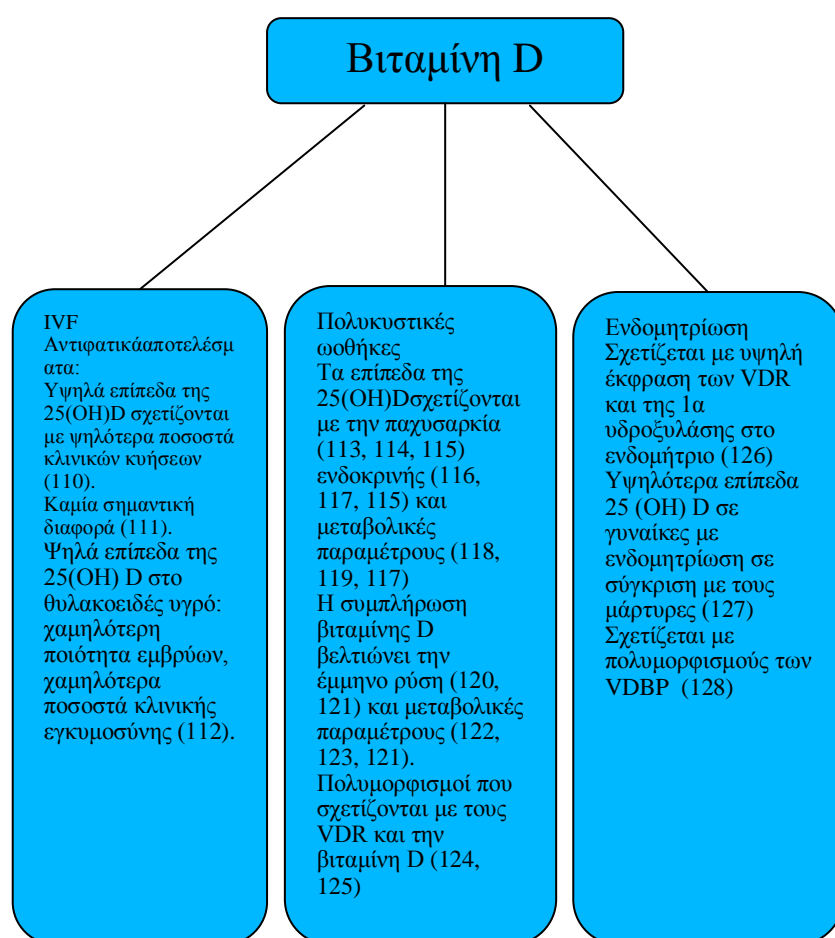 Βιταμίνη D
IVF
Αντιφατικάαποτελέσμ
ατα:
Υψηλά επίπεδα της
25(OH)D σχετίζονται
με ψηλότερα ποσοστά
κλινικών κυήσεων
(110).
Καμία σημαντική
διαφορά (111).
Ψηλά επίπεδα της
25(OH) D στο
θυλακοειδές υγρό:
χαμηλότερη
ποιότητα εμβρύων,
χαμηλότερα
ποσοστά κλινικής
εγκυμοσύνης (112).
Πολυκυστικές
ωοθήκες
Τα επίπεδα της
25(OH)Dσχετίζονται
με την παχυσαρκία
(113, 114, 115)
ενδοκρινής (116,
117, 115) και
μεταβολικές
παραμέτρους (118,
119, 117)
Η συμπλήρωση
βιταμίνης D
βελτιώνει την
έμμηνο ρύση (120,
121) και μεταβολικές
παραμέτρους (122,
123, 121).
Πολυμορφισμοί που
σχετίζονται με τους
VDR και την
βιταμίνη D (124,
125)
Ενδομητρίωση
Σχετίζεται με υψηλή
έκφραση των VDR
και της 1α
υδροξυλάσης στο
ενδομήτριο (126)
Υψηλότερα επίπεδα
25 (OH) D σε
γυναίκες με
ενδομητρίωση σε
σύγκριση με τους
μάρτυρες (127)
Σχετίζεται με
πολυμορφισμούς των
VDBP (128)